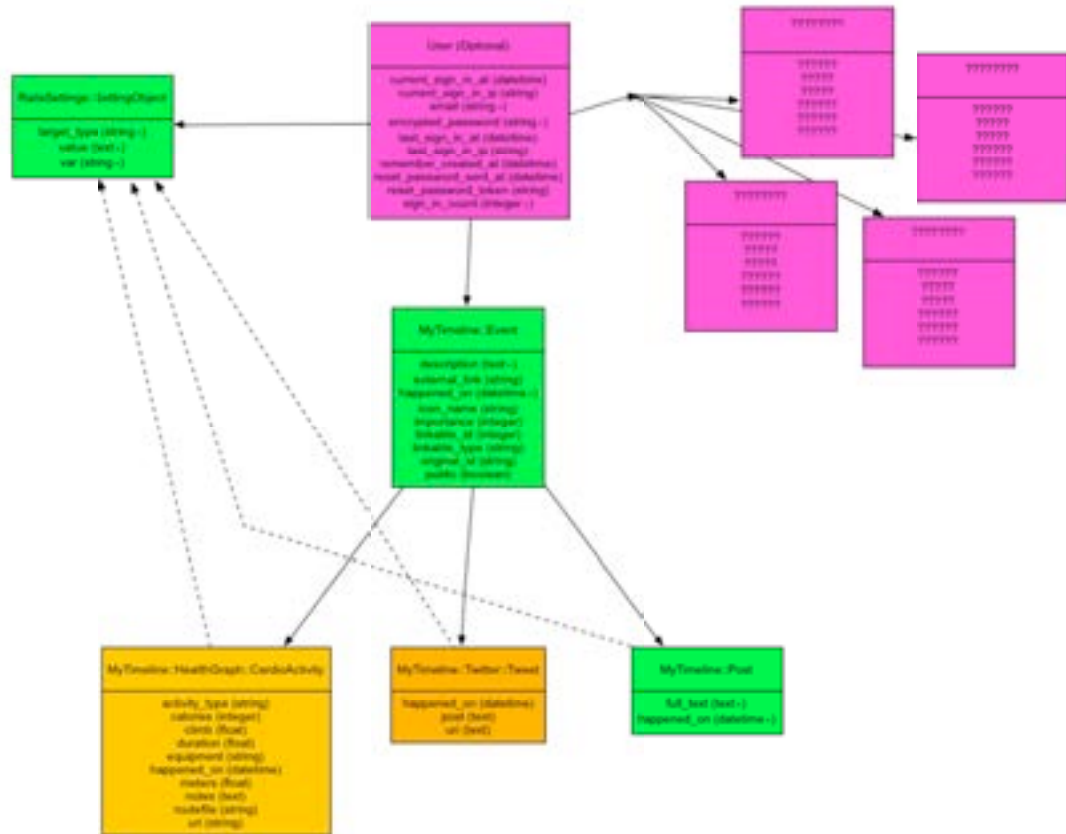 User (Optional)
current_sign_in_at (datetime)
current_sign_in_ip (string)
email (string~)
encrypted_password (string~)
last_sign_in_at (datetime)
last_sign_in_ip (string)
remember_created_at (datetime)
reset_password_sent_at (datetime)
reset_password_token (string)
sign_in_count (integer~)
????????
??????
?????
?????
??????
??????
??????
????????
??????
?????
?????
??????
??????
??????
RailsSettings::SettingObject
target_type (string~)
value (text~)
var (string~)
????????
??????
?????
?????
??????
??????
??????
????????
??????
?????
?????
??????
??????
??????
MyTimeline::Event
description (text~)
external_link (string)
happened_on (datetime~)
icon_name (string)
importance (integer)
linkable_id (integer)
linkable_type (string)
original_id (string)
public (boolean)
MyTimeline::HealthGraph::CardioActivity
activity_type (string)
calories (integer)
climb (float)
duration (float)
equipment (string)
happened_on (datetime)
meters (float)
notes (text)
routefile (string)
uri (string)
MyTimeline::Twitter::Tweet
happened_on (datetime)
post (text)
uri (text)
MyTimeline::Post
full_text (text~)
happened_on (datetime~)